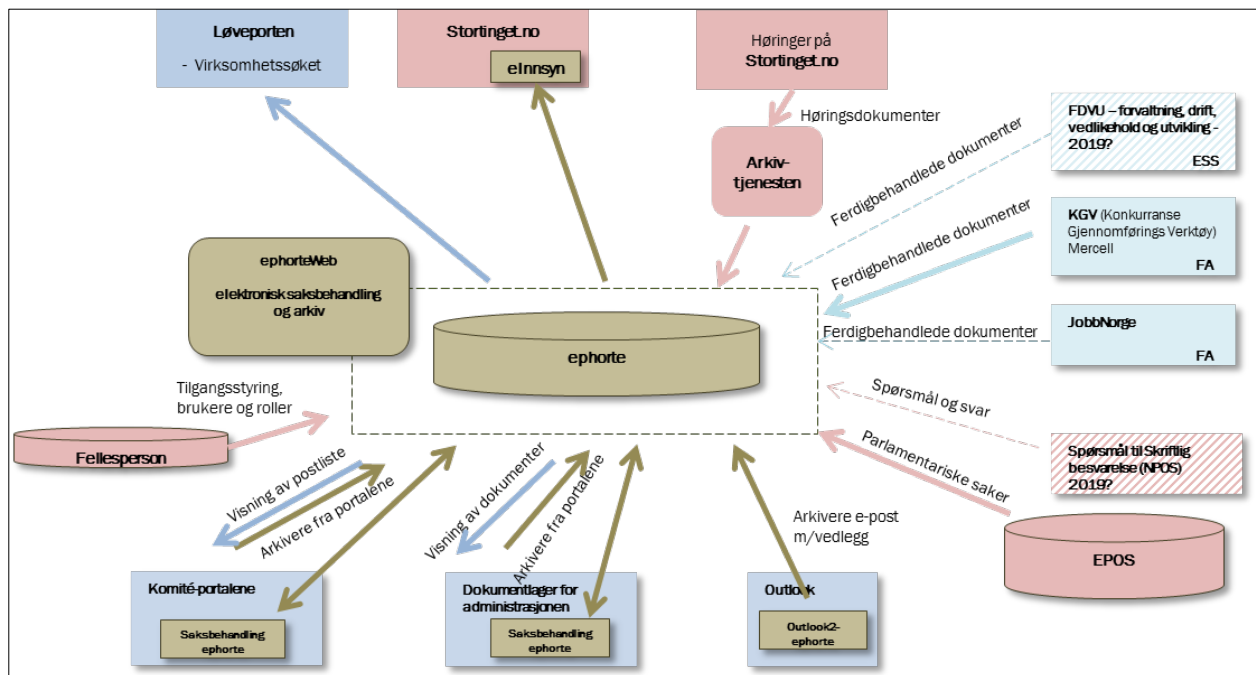 Løveporten
- Virksomhetssøket
Stortinget.no
eInnsyn
Høringer på
Stortinget.no
Høringsdokumenter
Arkiv-
tjenesten
FDVU – forvaltning, drift,
vedlikehold og utvikling -
2019?
ESS
Ferdigbehandlede dokumenter
KGV (Konkurranse
Gjennomførings Verktøy)
Mercell
FA
Ferdigbehandlede dokumenter
JobbNorge
FA
Ferdigbehandlede dokumenter
ephorteWeb
elektronisk saksbehandling
og arkiv
ephorte
Tilgangsstyring,
brukere og roller
Fellesperson
Spørsmål og svar
Parlamentariske saker
Spørsmål til Skriftlig
besvarelse (NPOS)
2019?
EPOS
Visning av postliste
Arkivere fra portalene
Visning av dokumenter
Arkivere fra portalene
Arkivere e-post
m/vedlegg
Komité-portalene
Saksbehandling
ephorte
Dokumentlager for
administrasjonen
Saksbehandling
ephorte
Outlook
Outlook2-
ephorte